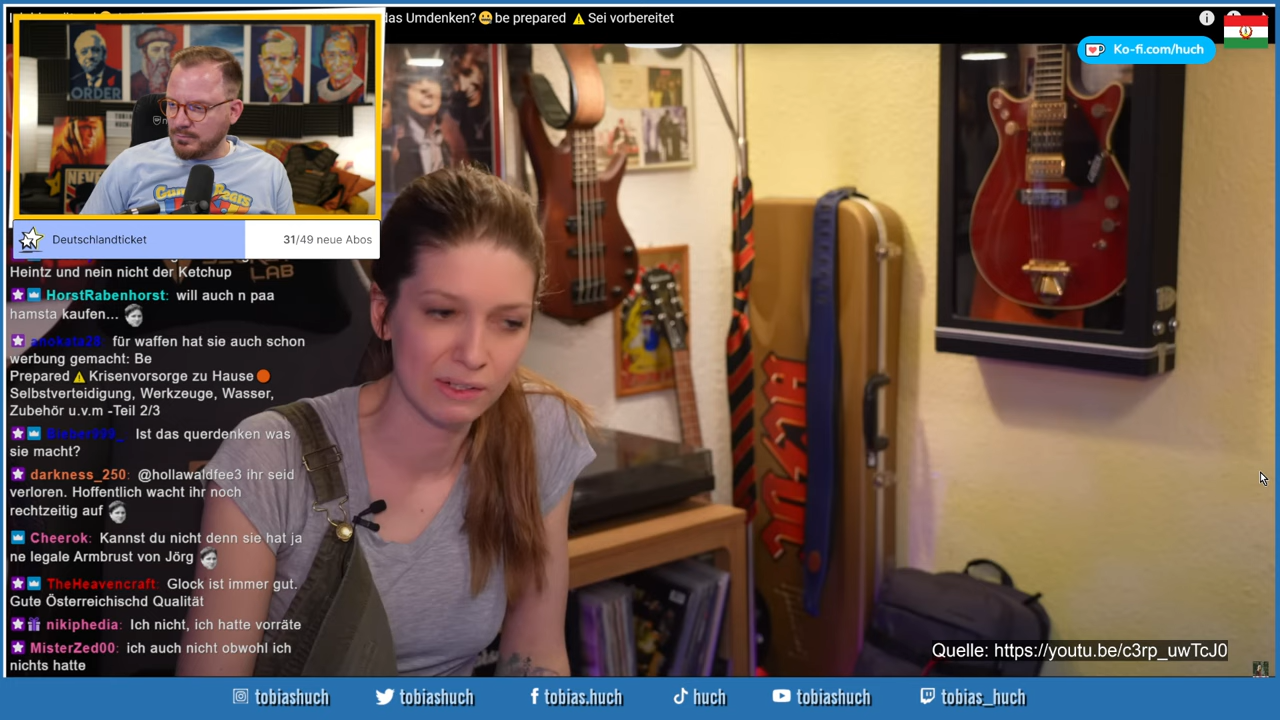 das Umdenken? 😬 be prepared ⚠ Sei vorbereitet
Ko-fi.com/huch
ORDER
NEVE
Deutschlandticket
31/49 neue Abos
LAB
Heintz und nein nicht der Ketchup
HorstRabenhorst: will auch n paa
hamsta kaufen...
anokata28: für waffen hat sie auch schon
werbung gemacht: Be
Prepared ⚠ Krisenvorsorge zu Hause 🟠
Selbstverteidigung, Werkzeuge, Wasser,
Zubehör u.v.m -Teil 2/3
Ist das querdenken was
sie macht?
darkness_250: @hollawaldfee3 ihr seid
verloren. Hoffentlich wacht ihr noch
rechtzeitig auf
Cheerok: Kannst du nicht denn sie hat ja
ne legale Armbrust von Jörg
TheHeavencraft: Glock ist immer gut.
Gute Österreichischd Qualität
nikiphedia: Ich nicht, ich hatte vorräte
MisterZed00: ich auch nicht obwohl ich
nichts hatte
Quelle: https://youtu.be/c3rp_uwTcJ0
tobiashuch
tobiashuch
tobias.huch
huch
tobiashuch
tobias_huch